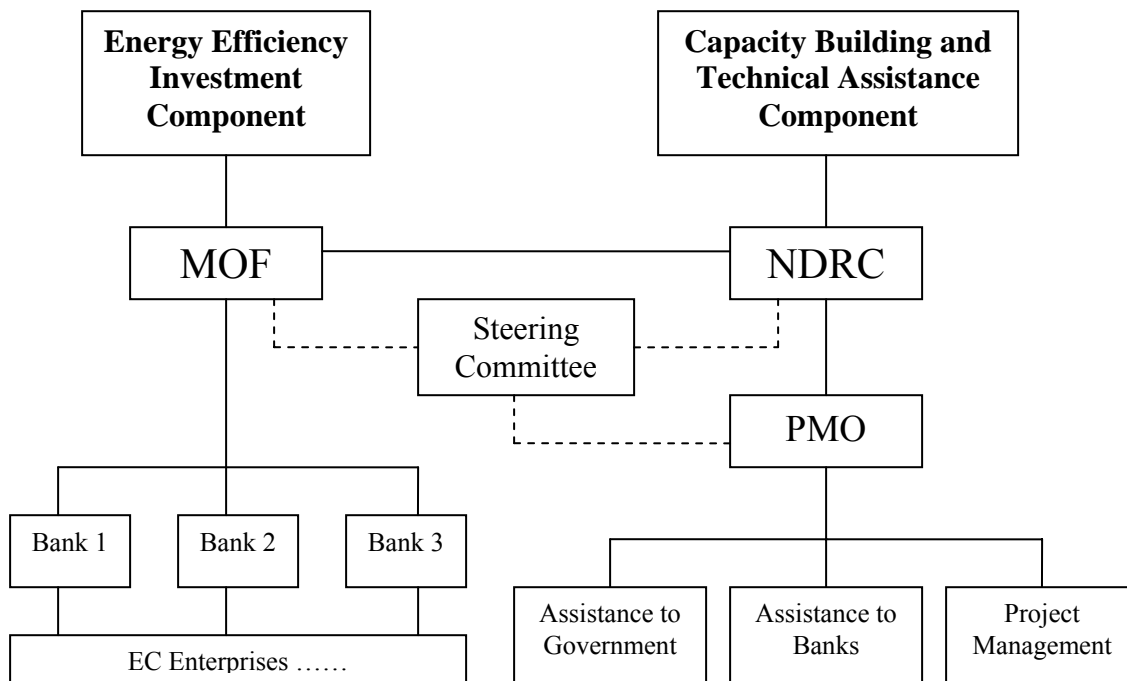 Energy Efficiency
Investment
Component
Capacity Building and
Technical Assistance
Component
MOF
NDRC
Steering
Committee
PMO
Bank 1
Bank 2
Bank 3
EC Enterprises ……
Assistance to
Government
Assistance to
Banks
Project
Management